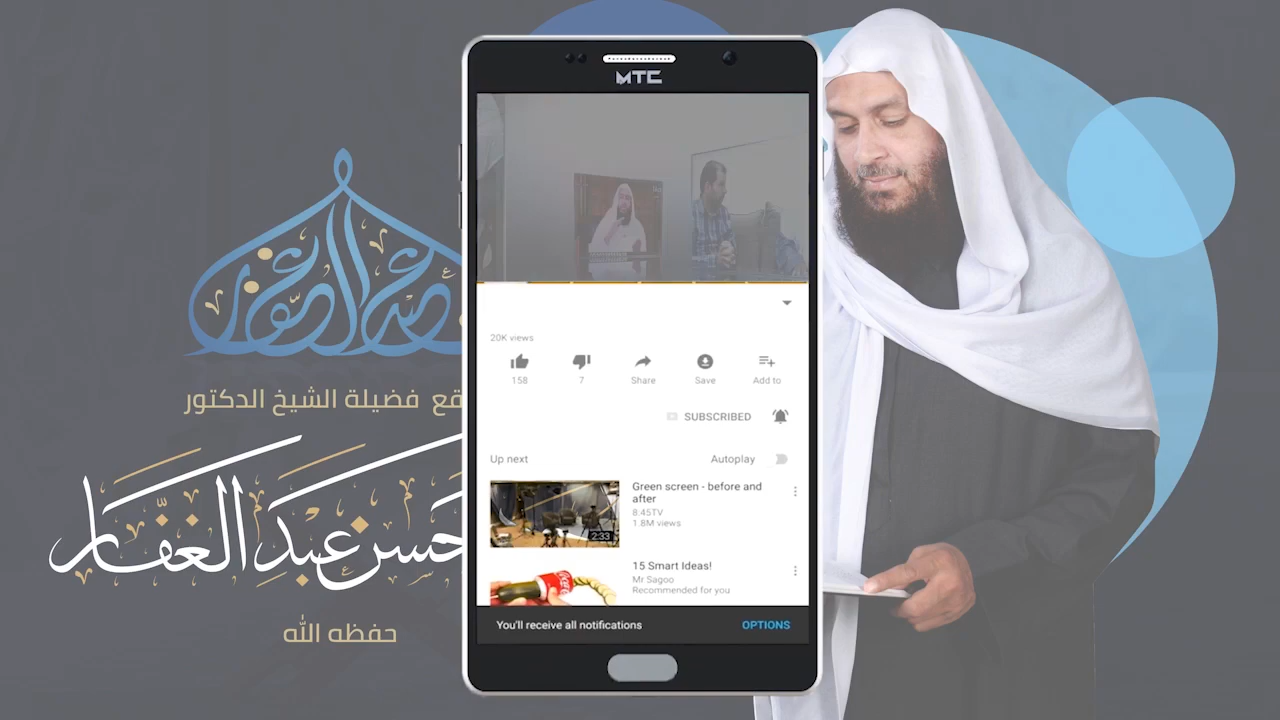 موقع فضيلة الشيخ الدكتور
حسن عبد الغفار
حفظه الله
MTC
20K views
158
7
Share
Save
Add to
SUBSCRIBED
Up next
Autoplay
Green screen - before and
after
8:45TV
1.8M views
2:33
15 Smart Ideas!
Mr Sagoo
Recommended for you
You'll receive all notifications
OPTIONS